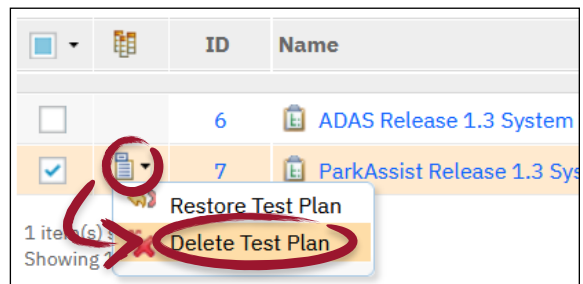 ID Name
6 ADAS Release 1.3 System
7 ParkAssist Release 1.3 Sys
Restore Test Plan
1 item(s) s
Delete Test Plan
Showing